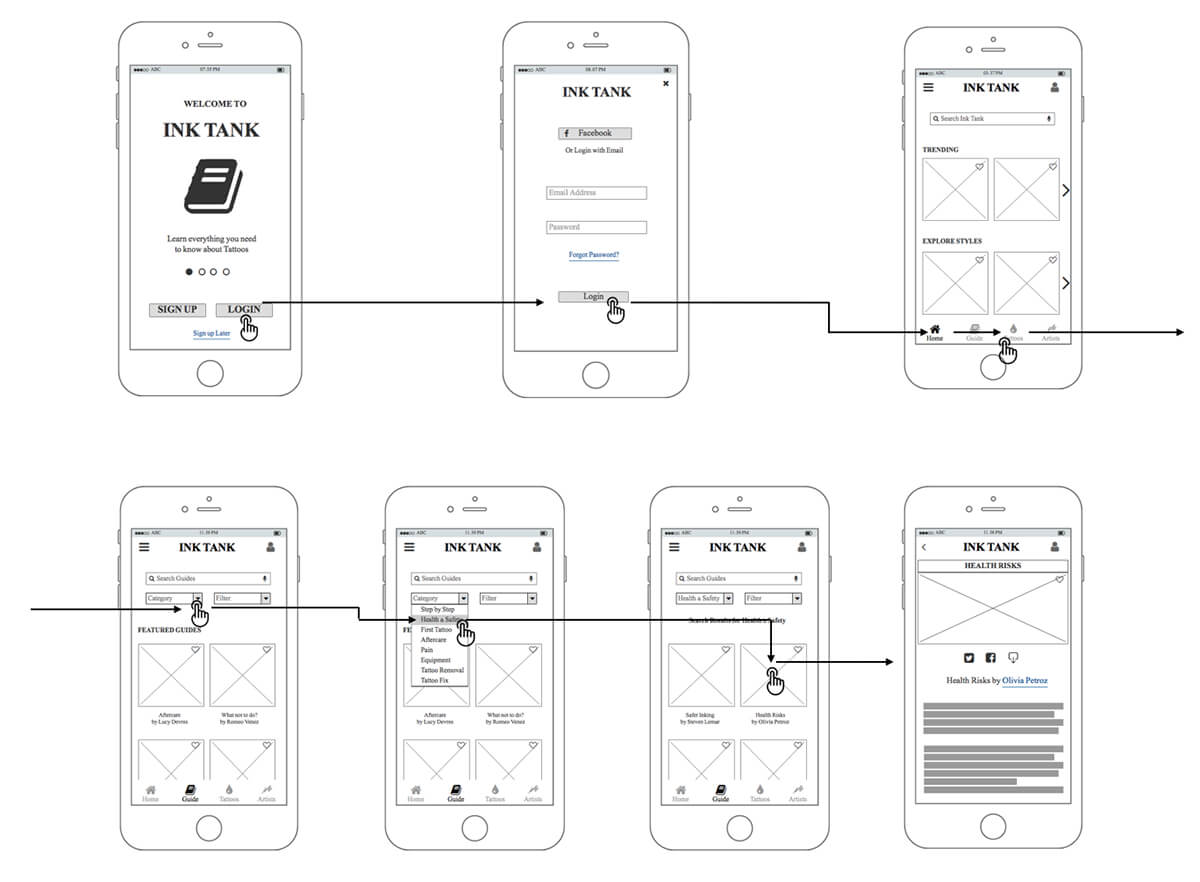 ABC 07.35 PM
WELCOME TO
INK TANK
Learn everything you need
to know about Tattoos
SIGN UP LOGIN
Sign up Later
ABC 08.07 PM
INK TANK
Facebook
Or Login with Email
Email Address
Password
Forgot Password?
Login
ABC 03.37 PM
INK TANK
Search Ink Tank
TRENDING
EXPLORE STYLES
Home Guide Tattoos Artists
ABC 11.39 PM
INK TANK
Search Guides
Category Filter
FEATURED GUIDES
Aftercare What not to do?
by Lucy Devess by Romeo Venez
Home Guide Tattoos Artists
ABC 11.39 PM
INK TANK
Search Guides
Category Filter
Step by Step
Health a Safety
First Tattoo
FE
Aftercare
Pain
Equipment
Tattoo Removal
Tattoo Fix
Aftercare What not to do?
by Lucy Devess by Romeo Venez
Home Guide Tattoos Artists
ABC 11.39 PM
INK TANK
Search Guides
Health a Safety Filter
Search Results for Health a Safety
Safer Inking Health Risks
by Steven Lomar by Olivia Petroz
Home Guide Tattoos Artists
ABC 11.39 PM
INK TANK
HEALTH RISKS
Health Risks by Olivia Petroz